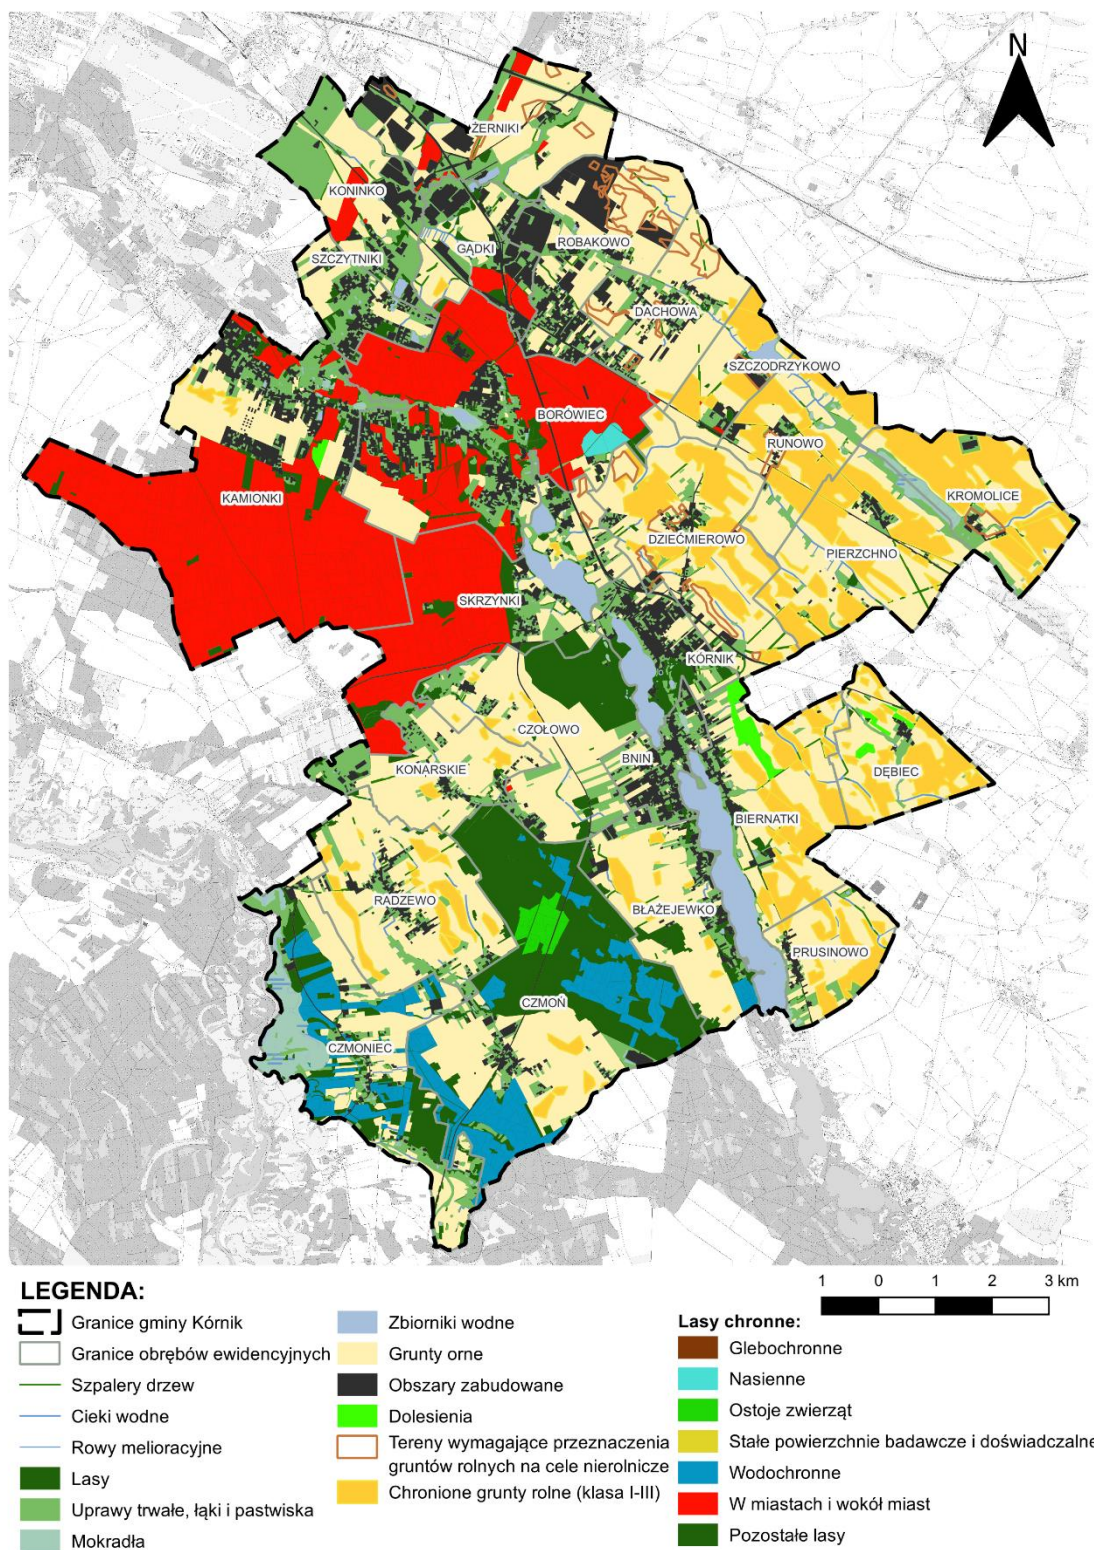 N
ŻERNIKI
KONINKO
GĄDKI
ROBAKOWO
SZCZYTNIKI
DACHOWA
SZCZODRZYKOWO
BORÓWIEC
RUNOWO
KAMIONKI
KROMOLICE
DZIEĆMIEROWO
PIERZCHNO
SKRZYNKI
KÓRNIK
CZOŁOWO
BNIN
KONARSKIE
DĘBIEC
BIERNATKI
RADZEWO
BŁAŻEJEWKO
PRUSINOWO
CZMOŃ
CZMONIEC
LEGENDA:
Granice gminy Kórnik
Granice obrębów ewidencyjnych
Szpalery drzew
Cieki wodne
Rowy melioracyjne
Lasy
Uprawy trwałe, łąki i pastwiska
Mokradła
Zbiorniki wodne
Grunty orne
Obszary zabudowane
Dolesienia
Tereny wymagające przeznaczenia
gruntów rolnych na cele nierolnicze
Chronione grunty rolne (klasa I-III)
1 0 1 2 3 km
Lasy chronne:
Glebochronne
Nasienne
Ostoje zwierząt
Stałe powierzchnie badawcze i doświadczalne
Wodochronne
W miastach i wokół miast
Pozostałe lasy